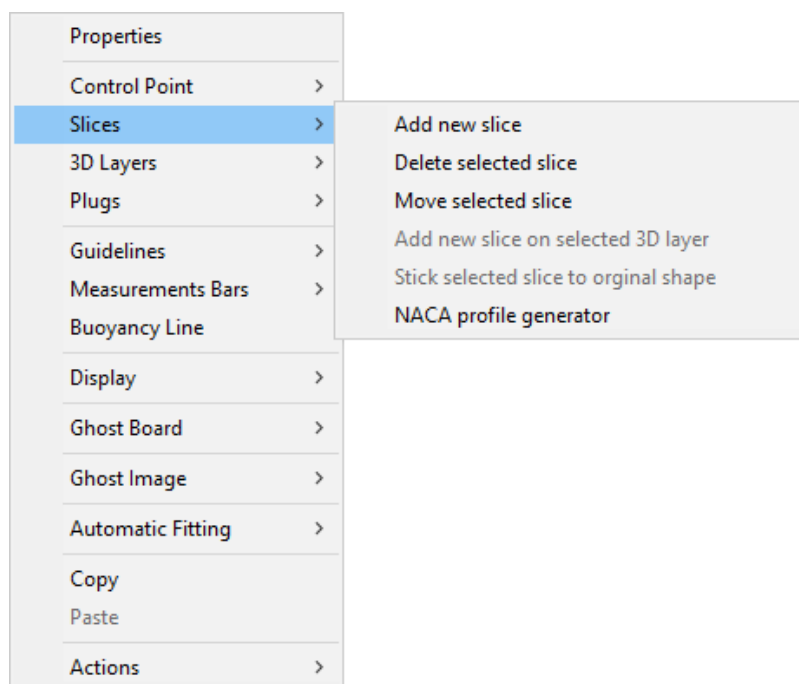 Properties
Control Point
Slices
3D Layers
Plugs
Guidelines
Measurements Bars
Buoyancy Line
Display
Ghost Board
Ghost Image
Automatic Fitting
Copy
Paste
Actions
Add new slice
Delete selected slice
Move selected slice
Add new slice on selected 3D layer
Stick selected slice to orginal shape
NACA profile generator